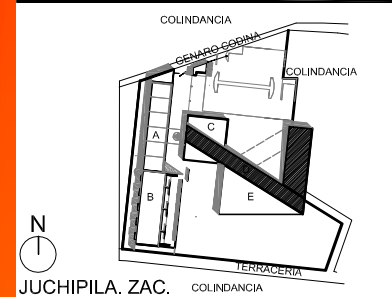 COLINDANCIA
GENARO CODINA
COLINDANCIA
C
A
E
B
N
TERRACERIA
JUCHIPILA. ZAC.
COLINDANCIA